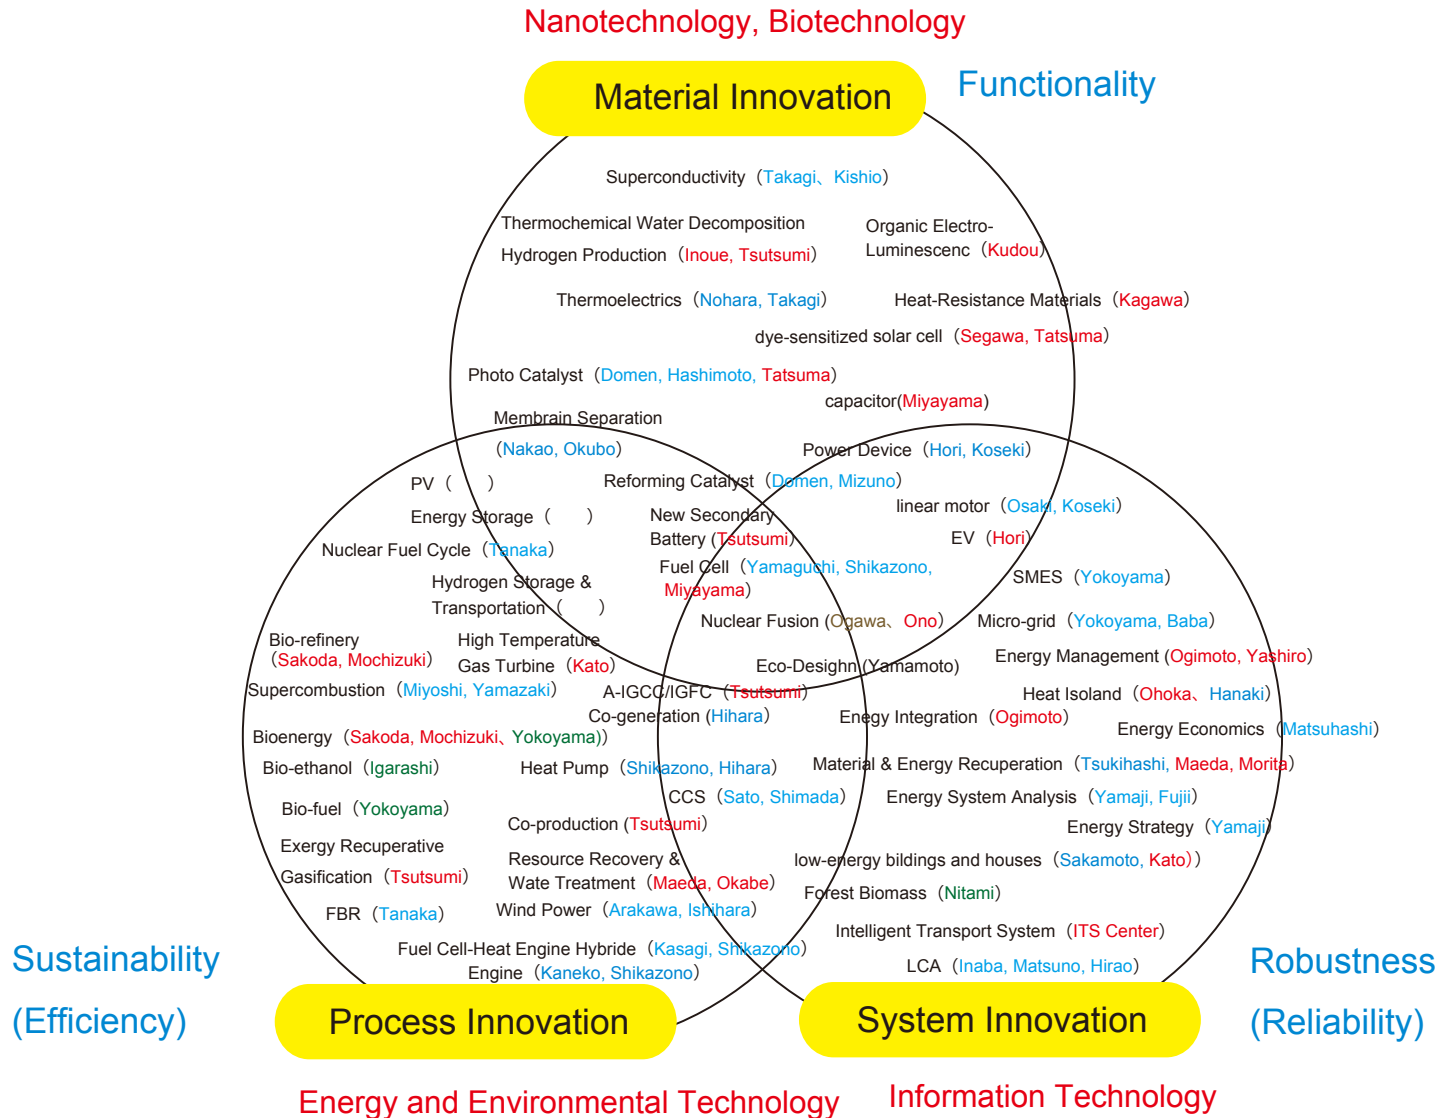 Nanotechnology, Biotechnology
Material Innovation
Functionality
Superconductivity（Takagi、Kishio）
Thermochemical Water Decomposition
Hydrogen Production（Inoue, Tsutsumi）
Organic Electro-
Luminescenc（Kudou）
Thermoelectrics（Nohara, Takagi）
Heat-Resistance Materials（Kagawa）
dye-sensitized solar cell（Segawa, Tatsuma）
Photo Catalyst（Domen, Hashimoto, Tatsuma）
capacitor(Miyayama）
Membrain Separation
（Nakao, Okubo）
Power Device（Hori, Koseki）
PV（　　）
Reforming Catalyst（Domen, Mizuno）
linear motor（Osaki, Koseki）
Energy Storage（　　）
New Secondary
Battery (Tsutsumi）
EV（Hori）
Nuclear Fuel Cycle（Tanaka）
Fuel Cell（Yamaguchi, Shikazono,
Miyayama）
SMES（Yokoyama）
Hydrogen Storage &
Transportation（　　）
Nuclear Fusion (Ogawa、Ono）
Micro-grid（Yokoyama, Baba）
Bio-refinery
（Sakoda, Mochizuki）
High Temperature
Gas Turbine（Kato）
Eco-Desighn (Yamamoto)
Energy Management (Ogimoto, Yashiro）
Supercombustion（Miyoshi, Yamazaki）
A-IGCC/IGFC（Tsutsumi）
Heat Isoland（Ohoka、Hanaki）
Co-generation (Hihara）
Enegy Integration（Ogimoto）
Energy Economics（Matsuhashi）
Bioenergy（Sakoda, Mochizuki、Yokoyama)）
Bio-ethanol（Igarashi）
Heat Pump（Shikazono, Hihara）
Material & Energy Recuperation（Tsukihashi, Maeda, Morita）
CCS（Sato, Shimada）
Energy System Analysis（Yamaji, Fujii）
Bio-fuel（Yokoyama）
Co-production (Tsutsumi）
Energy Strategy（Yamaji）
Exergy Recuperative
Gasification（Tsutsumi）
Resource Recovery &
Wate Treatment（Maeda, Okabe）
low-energy bildings and houses（Sakamoto, Kato)）
Forest Biomass（Nitami）
FBR（Tanaka）
Wind Power（Arakawa, Ishihara）
Intelligent Transport System（ITS Center）
Fuel Cell-Heat Engine Hybride（Kasagi, Shikazono）
Engine（Kaneko, Shikazono）
LCA（Inaba, Matsuno, Hirao）
Sustainability
(Efficiency)
Robustness
(Reliability)
Process Innovation
System Innovation
Energy and Environmental Technology
Information Technology